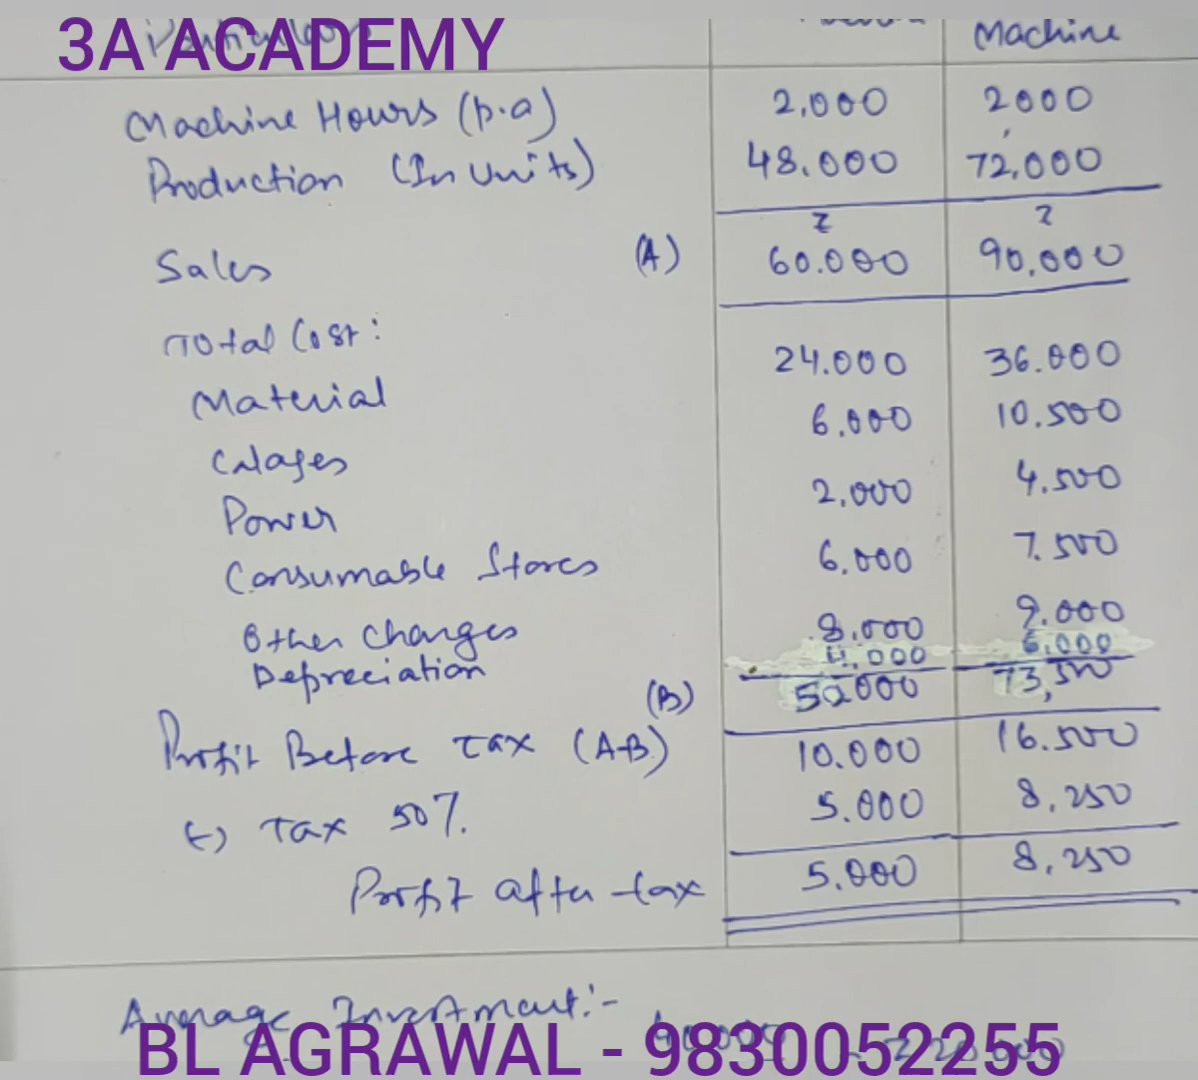 3A ACADEMY
Particulars Machine
Machine Hours (p.a) 2,000 2000
Production (In Units) 48.000 72,000
Sales (A) 60.000 90,000
Total Cost:
Material 24.000 36.000
Wages 6.000 10.500
Power 2,000 4.500
Consumable Stores 6.000 7.500
Other Charges 8.000 9.000
Depreciation 4.000 6.000
(B) 50.000 73,500
Profit Before Tax (A-B) 10.000 16.500
(-) Tax 50% 5.000 8,250
Profit after tax 5.000 8,250
Average Investment:-
BL AGRAWAL - 9830052255